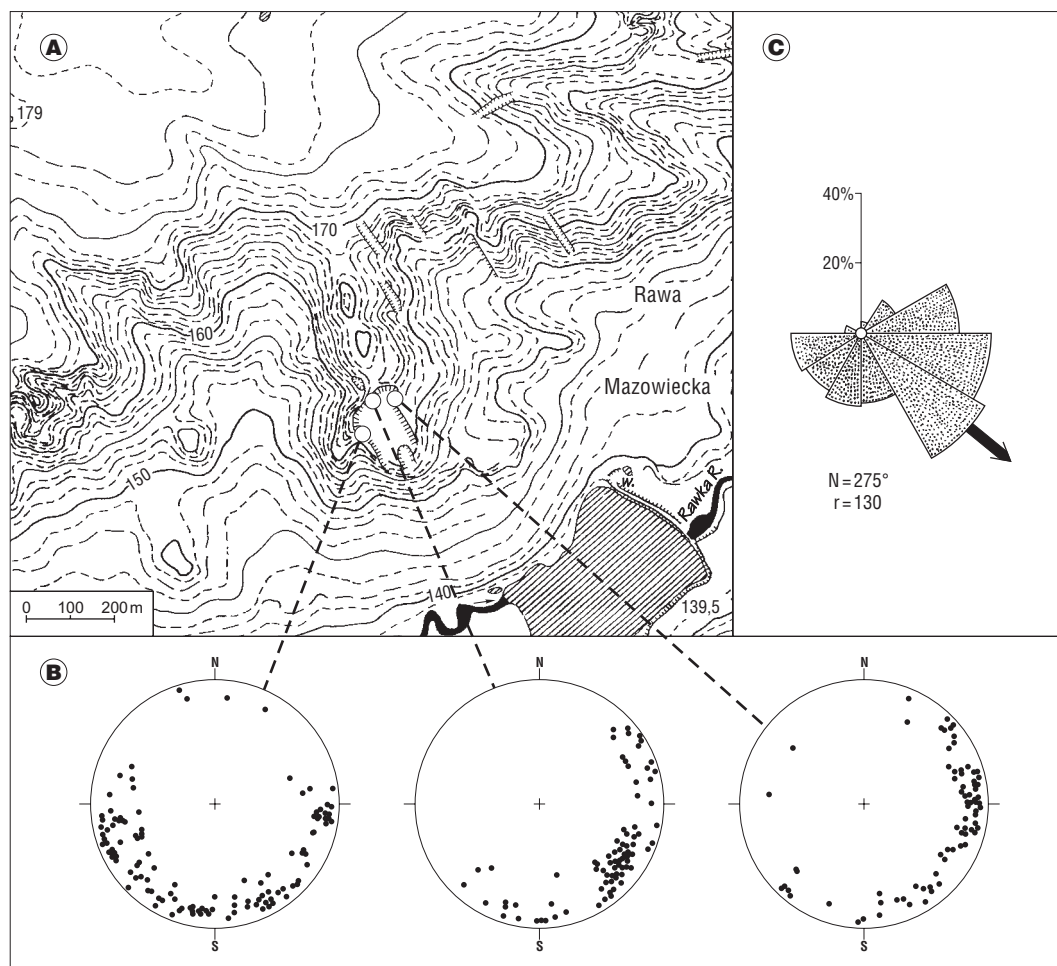 A
179
170
160
150
140
Rawa
Mazowiecka
w.
Rawka R.
139,5
0 100 200 m
C
40%
20%
N = 275°
r = 130
B
N
S
N
S
N
S